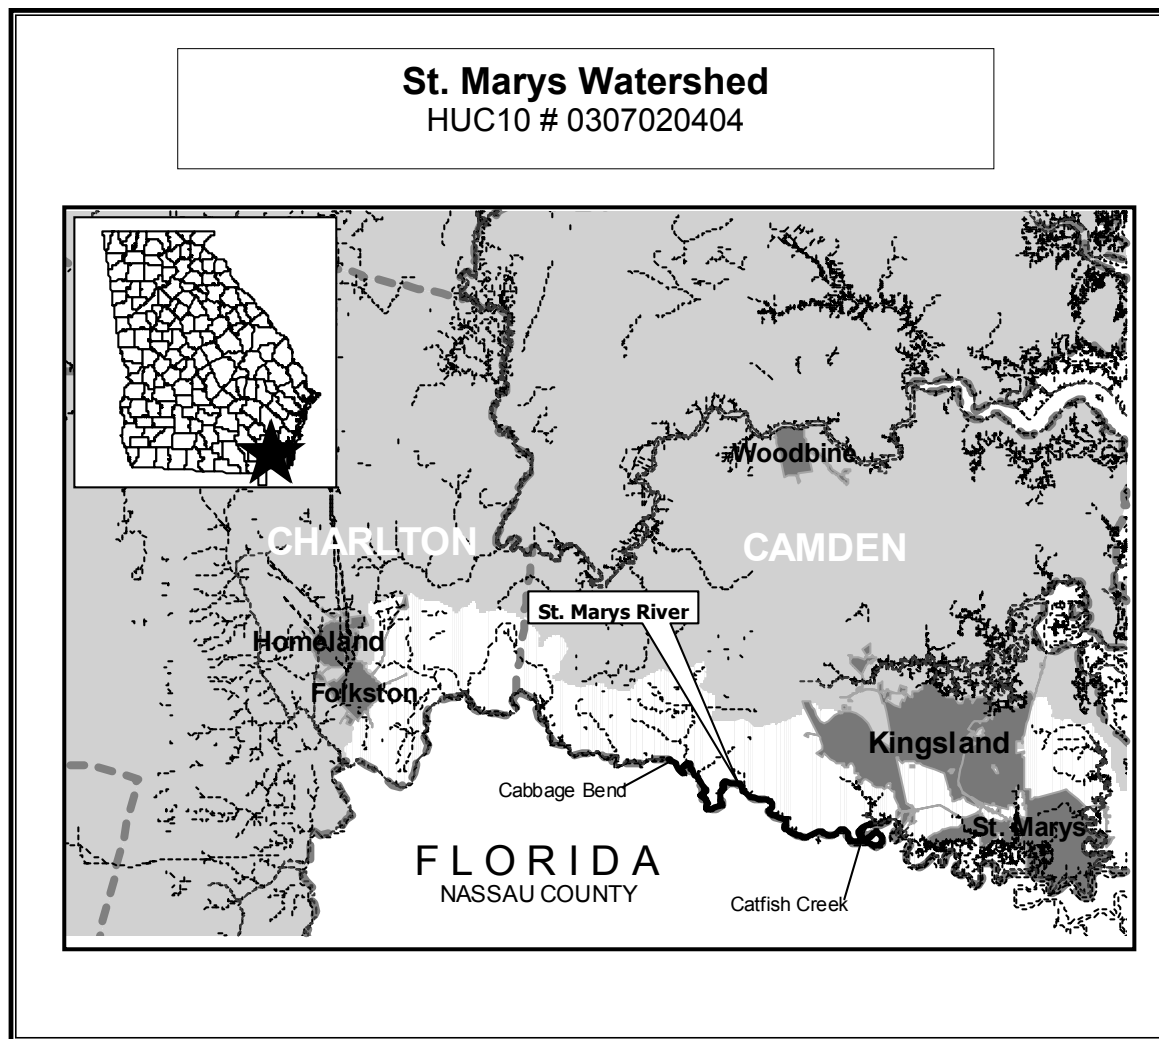 St. Marys Watershed
HUC10 # 0307020404
Woodbine
CHARLTON
CAMDEN
St. Marys River
Homeland
Folkston
Kingsland
Cabbage Bend
St. Marys
FLORIDA
NASSAU COUNTY
Catfish Creek